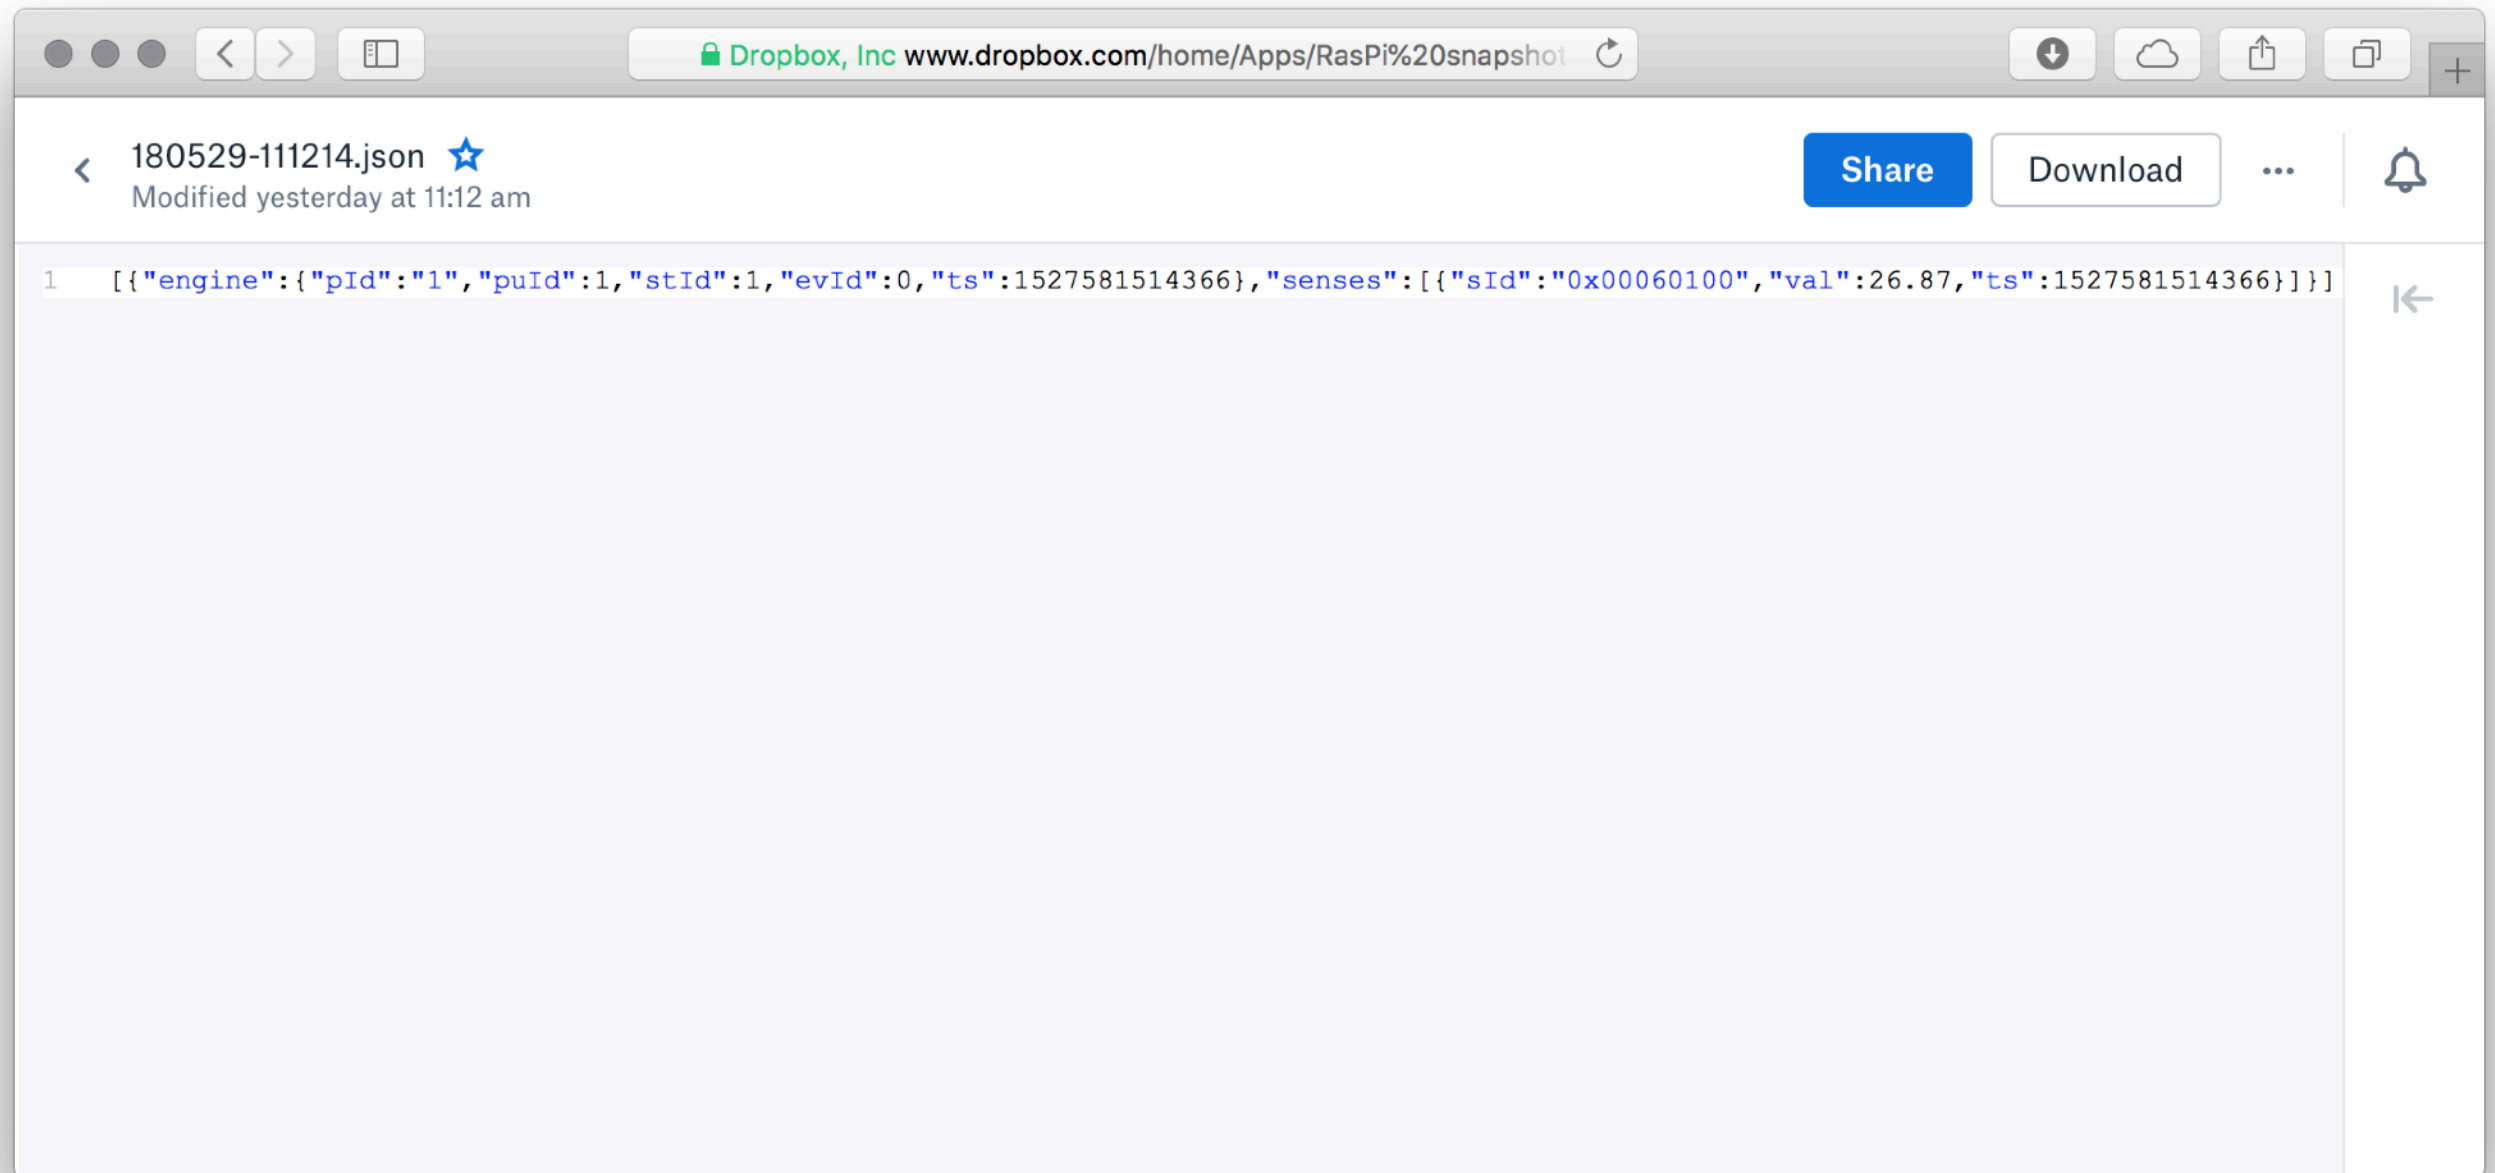 Dropbox, Inc www.dropbox.com/home/Apps/RasPi%20snapshot
180529-111214.json
Modified yesterday at 11:12 am
Share
Download
1 [{"engine":{"pId":"1","puId":1,"stId":1,"evId":0,"ts":1527581514366},"senses":[{"sId":"0x00060100","val":26.87,"ts":1527581514366}]}]